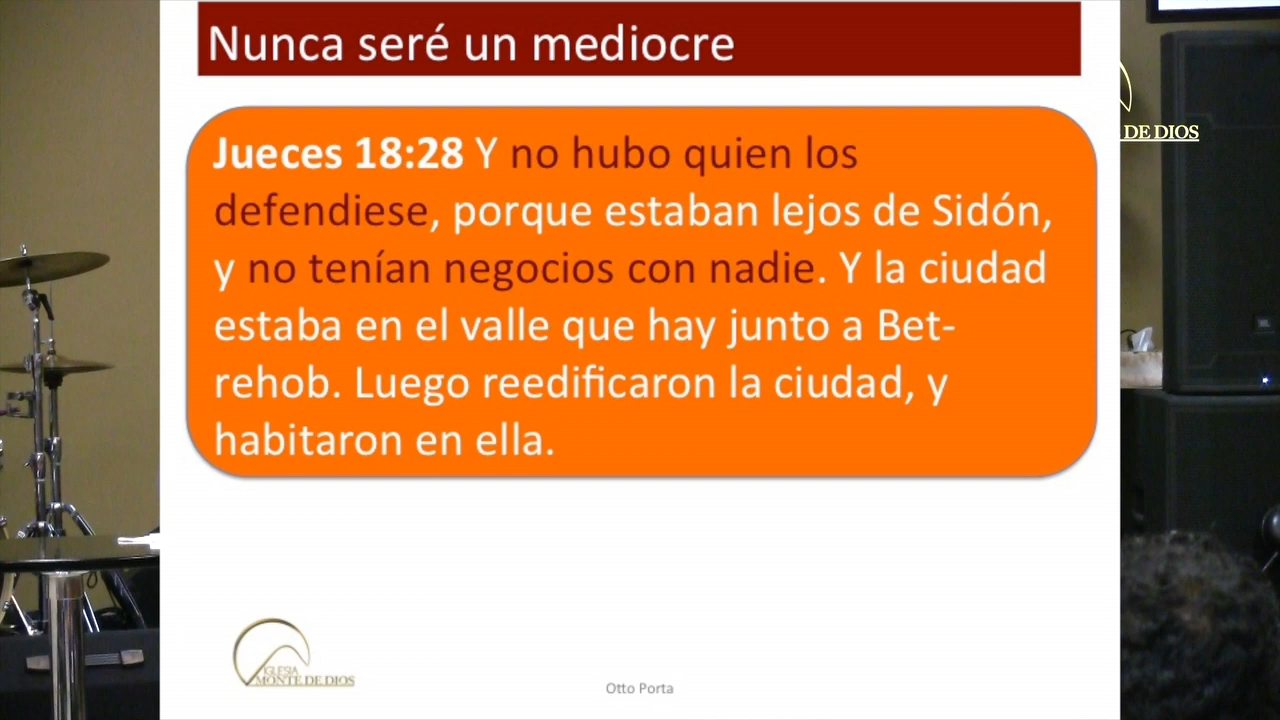 Nunca seré un mediocre
DE DIOS
Jueces 18:28 Y no hubo quien los
defendiese, porque estaban lejos de Sidón,
y no tenían negocios con nadie. Y la ciudad
estaba en el valle que hay junto a Bet-
rehob. Luego reedificaron la ciudad, y
habitaron en ella.
IGLESIA
MONTE DE DIOS
Otto Porta